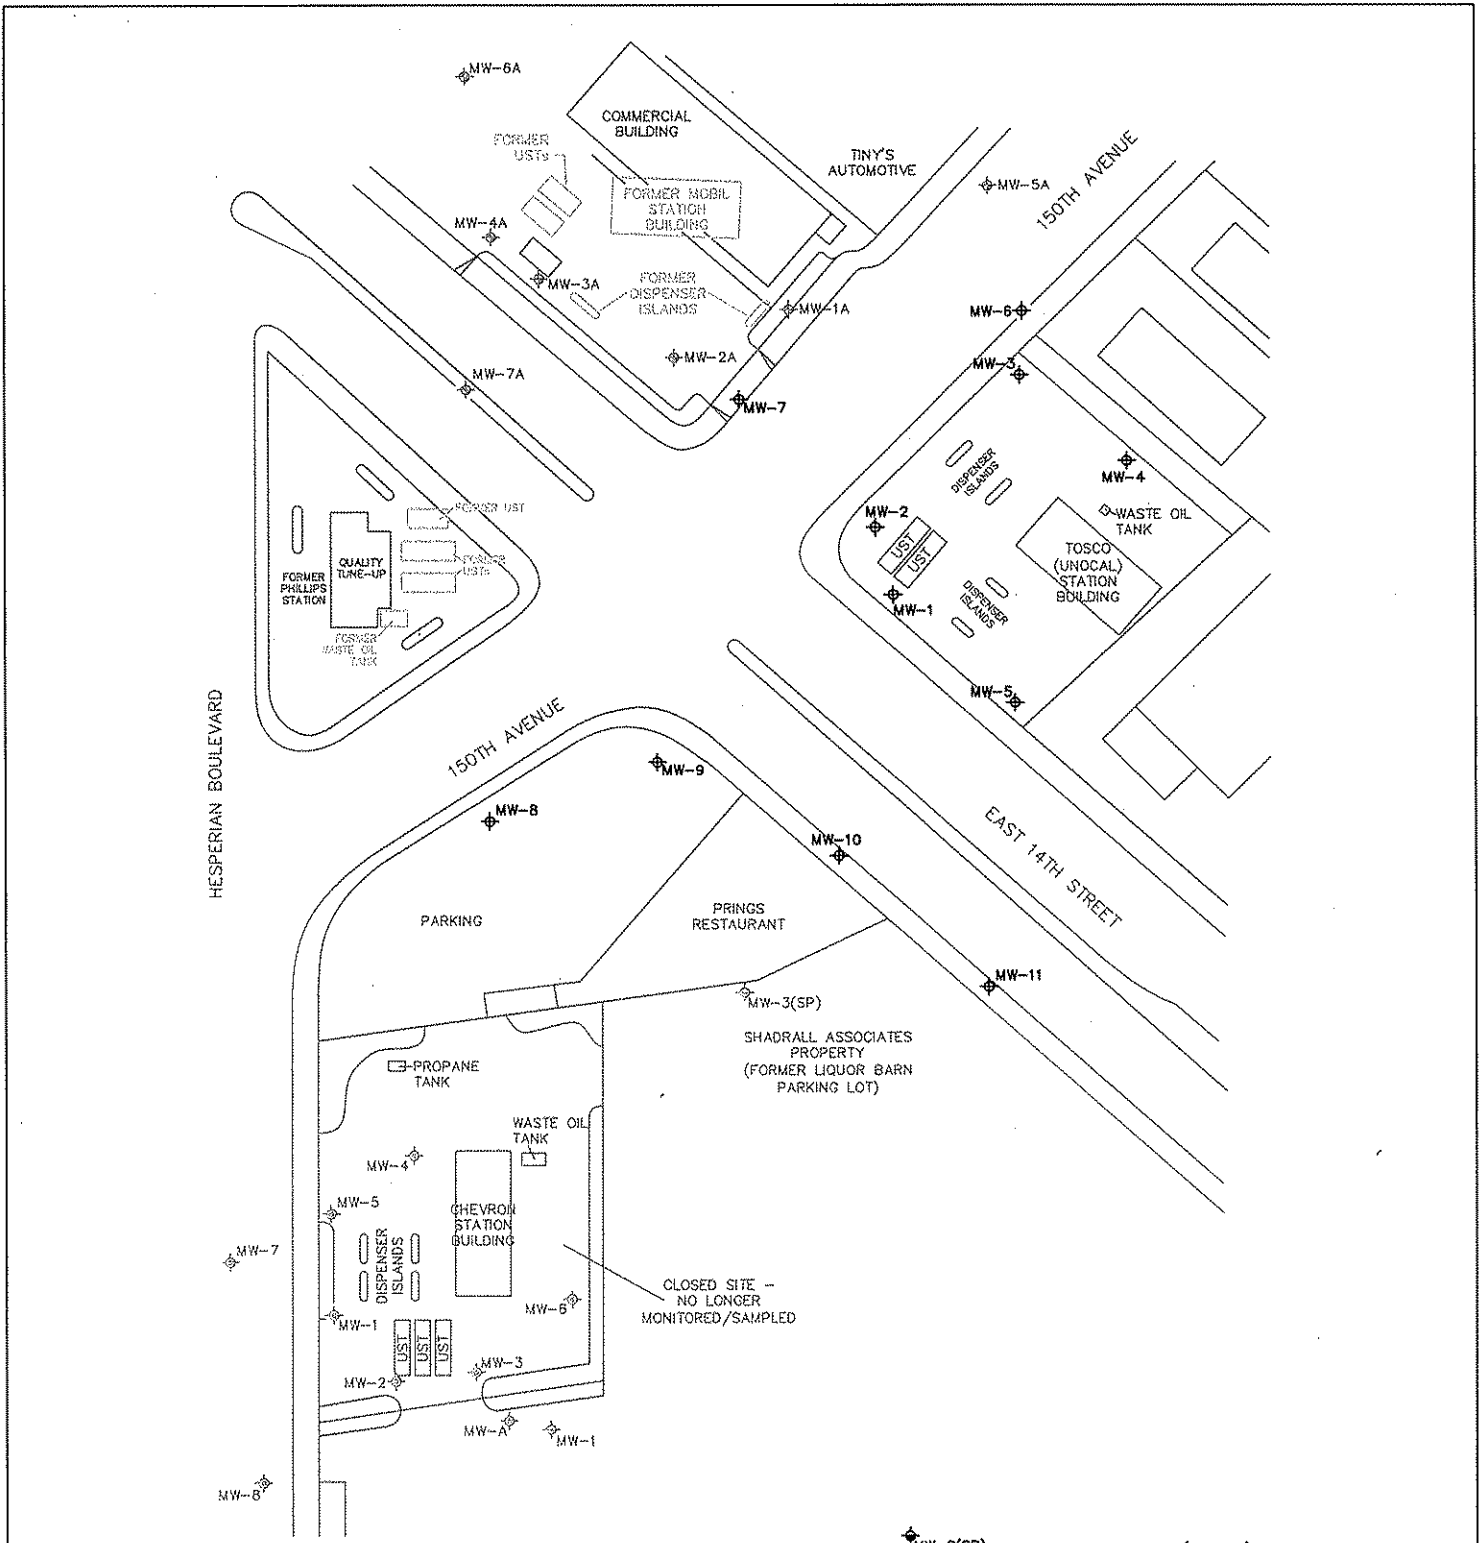 MW-6A
COMMERCIAL
BUILDING
FORMER
USTs
TINY'S
AUTOMOTIVE
MW-5A
150TH AVENUE
FORMER MOBIL
STATION
BUILDING
MW-4A
MW-3A
FORMER
DISPENSER
ISLANDS
MW-1A
MW-6
MW-2A
MW-3
MW-7A
MW-7
DISPENSER
ISLANDS
MW-4
MW-2
WASTE OIL
TANK
UST
UST
TOSCO
(UNOCAL)
STATION
BUILDING
FORMER UST
FORMER
USTs
QUALITY
TUNE-UP
FORMER
PHILLIPS
STATION
MW-1
DISPENSER
ISLANDS
FORMER
WASTE OIL
TANK
MW-5
HESPERIAN BOULEVARD
150TH AVENUE
MW-9
MW-8
MW-10
EAST 14TH STREET
PARKING
PRINGS
RESTAURANT
MW-11
MW-3(SP)
SHADRALL ASSOCIATES
PROPERTY
(FORMER LIQUOR BARN
PARKING LOT)
PROPANE
TANK
WASTE OIL
TANK
MW-4
MW-5
CHEVRON
STATION
BUILDING
MW-7
DISPENSER
ISLANDS
CLOSED SITE -
NO LONGER
MONITORED/SAMPLED
MW-6
MW-1
UST
UST
UST
MW-3
MW-2
MW-A
MW-1
MW-8